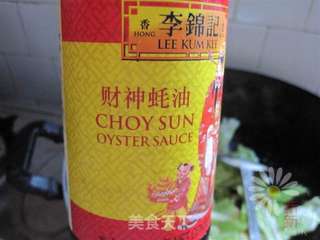 香 李錦記
HONG LEE KUM KEE
财神蚝油
CHOY SUN
OYSTER SAUCE
美食天下